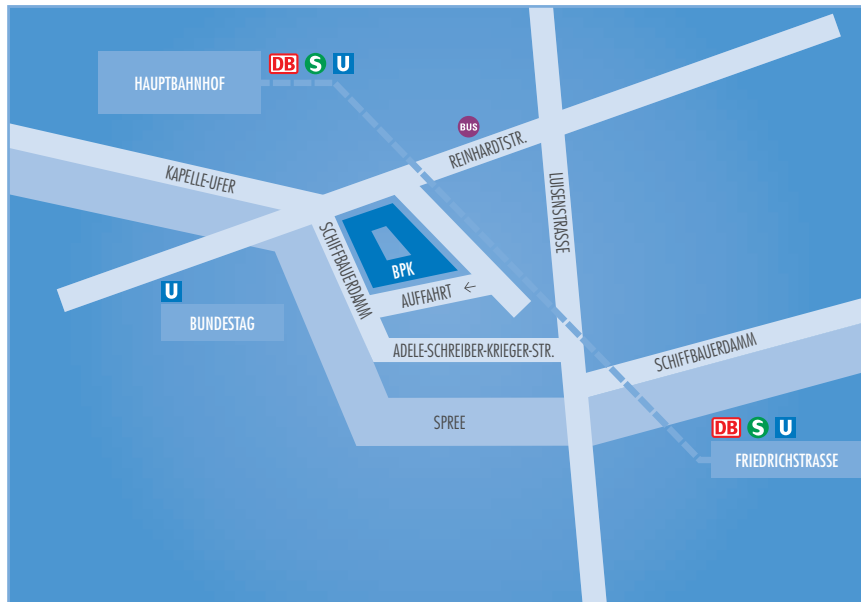 DB S U
HAUPTBAHNHOF
BUS
REINHARDTSTR.
KAPELLE-UFER
LUISENSTRASSE
SCHIFFBAUERDAMM
BPK
AUFFAHRT
U
BUNDESTAG
ADELE-SCHREIBER-KRIEGER-STR.
SCHIFFBAUERDAMM
SPREE
DB S U
FRIEDRICHSTRASSE